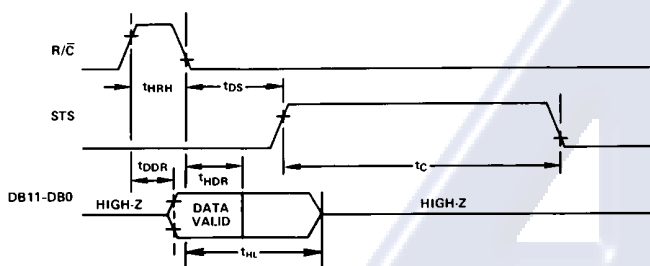 R/C̅
tHRH
tDS
STS
tC
tDDR
tHDR
DB11-DB0
HIGH-Z
DATA
VALID
HIGH-Z
tHL